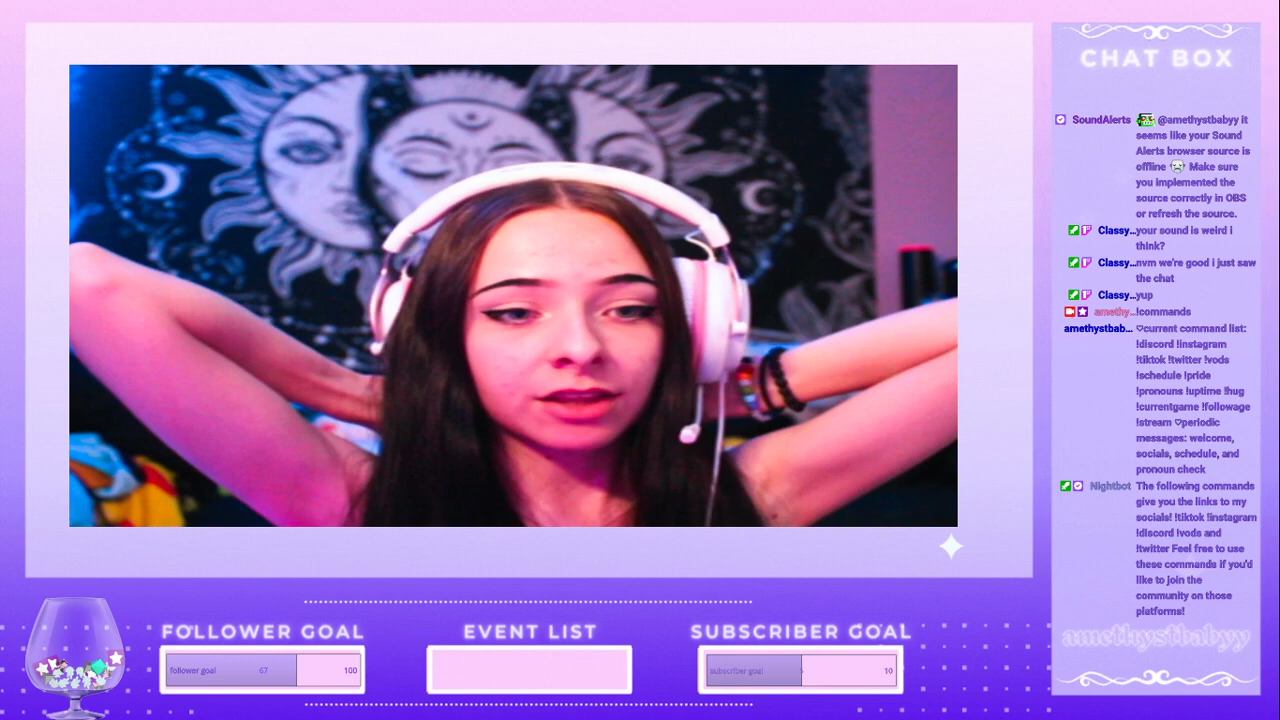 CHAT BOX
SoundAlerts @amethystbabyy it
seems like your Sound
Alerts browser source is
offline Make sure
you implemented the
source correctly in OBS
or refresh the source.
Classy... your sound is weird i
think?
Classy... nvm we're good i just saw
the chat
Classy... yup
amethy... !commands
amethystbab... ♡current command list:
!discord !instagram
!tiktok !twitter !vods
!schedule !pride
!pronouns !uptime !hug
!currentgame !followage
!stream ♡periodic
messages: welcome,
socials, schedule, and
pronoun check
Nightbot The following commands
give you the links to my
socials! !tiktok !instagram
!discord !vods and
!twitter Feel free to use
these commands if you'd
like to join the
community on those
platforms!
amethystbabyy
FOLLOWER GOAL
follower goal 67 100
EVENT LIST
SUBSCRIBER GOAL
subscriber goal 10